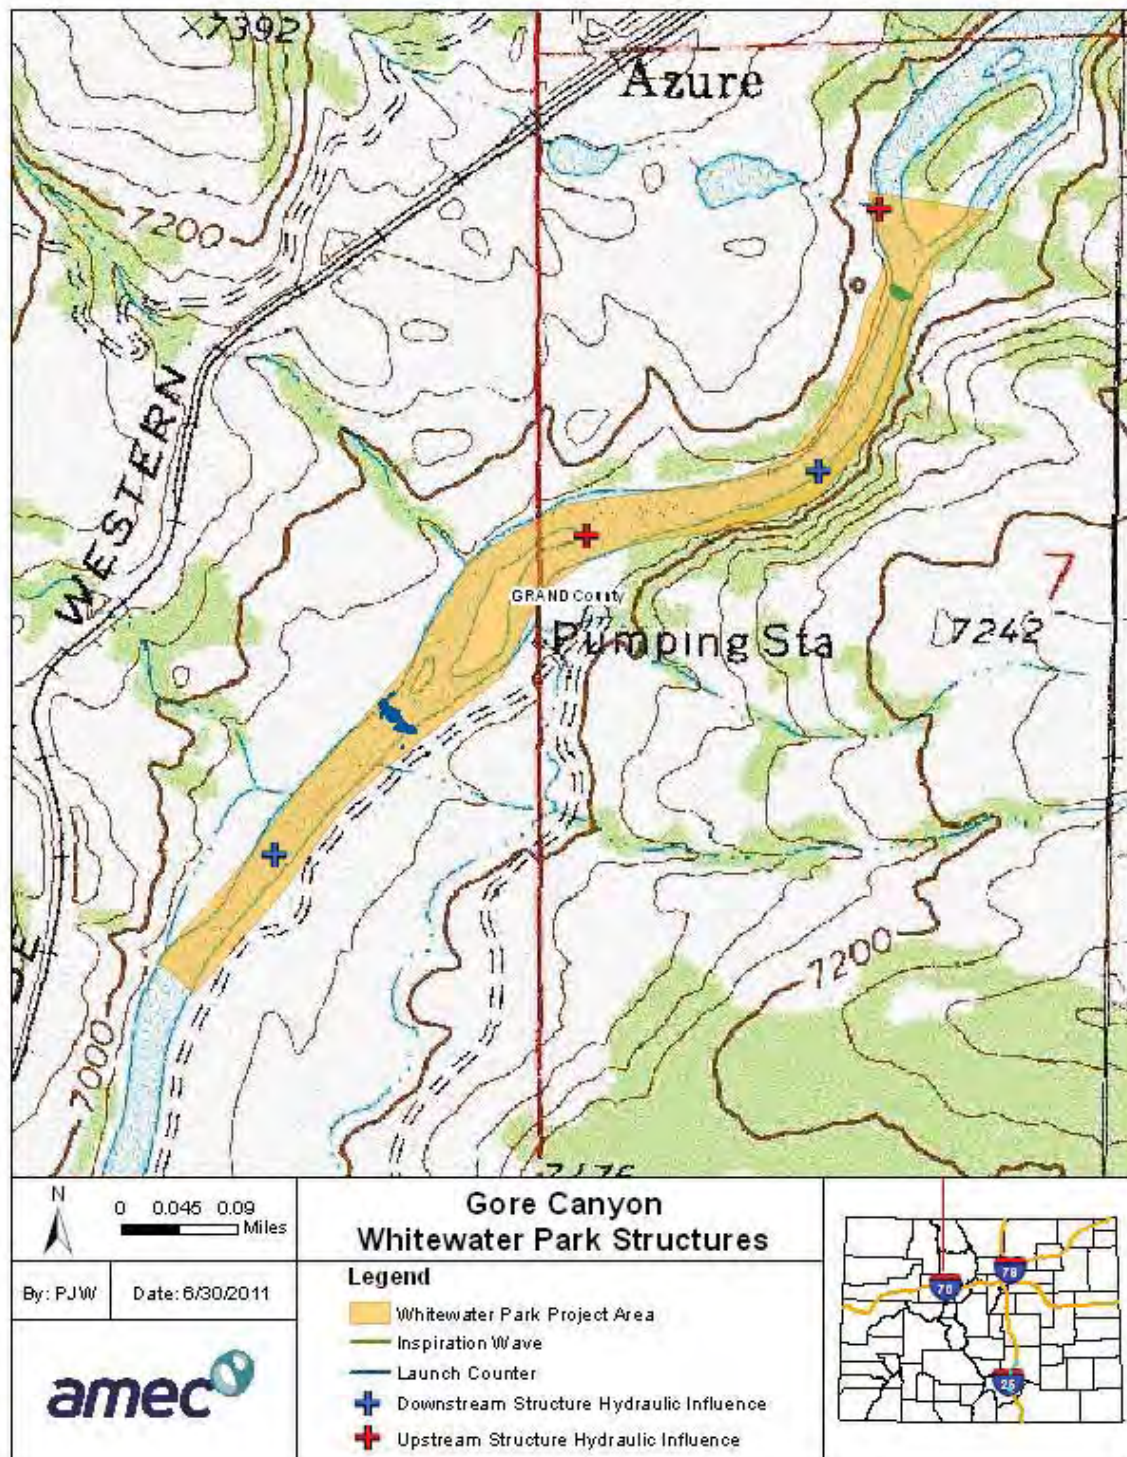 X7392
Azure
7200
WESTERN
GRAND County
7
Pumping Sta
7242
7200
7000
N
0 0.045 0.09
Miles
By: PJW
Date: 6/30/2011
amec
Gore Canyon
Whitewater Park Structures
Legend
Whitewater Park Project Area
Inspiration Wave
Launch Counter
Downstream Structure Hydraulic Influence
Upstream Structure Hydraulic Influence
76
70
25